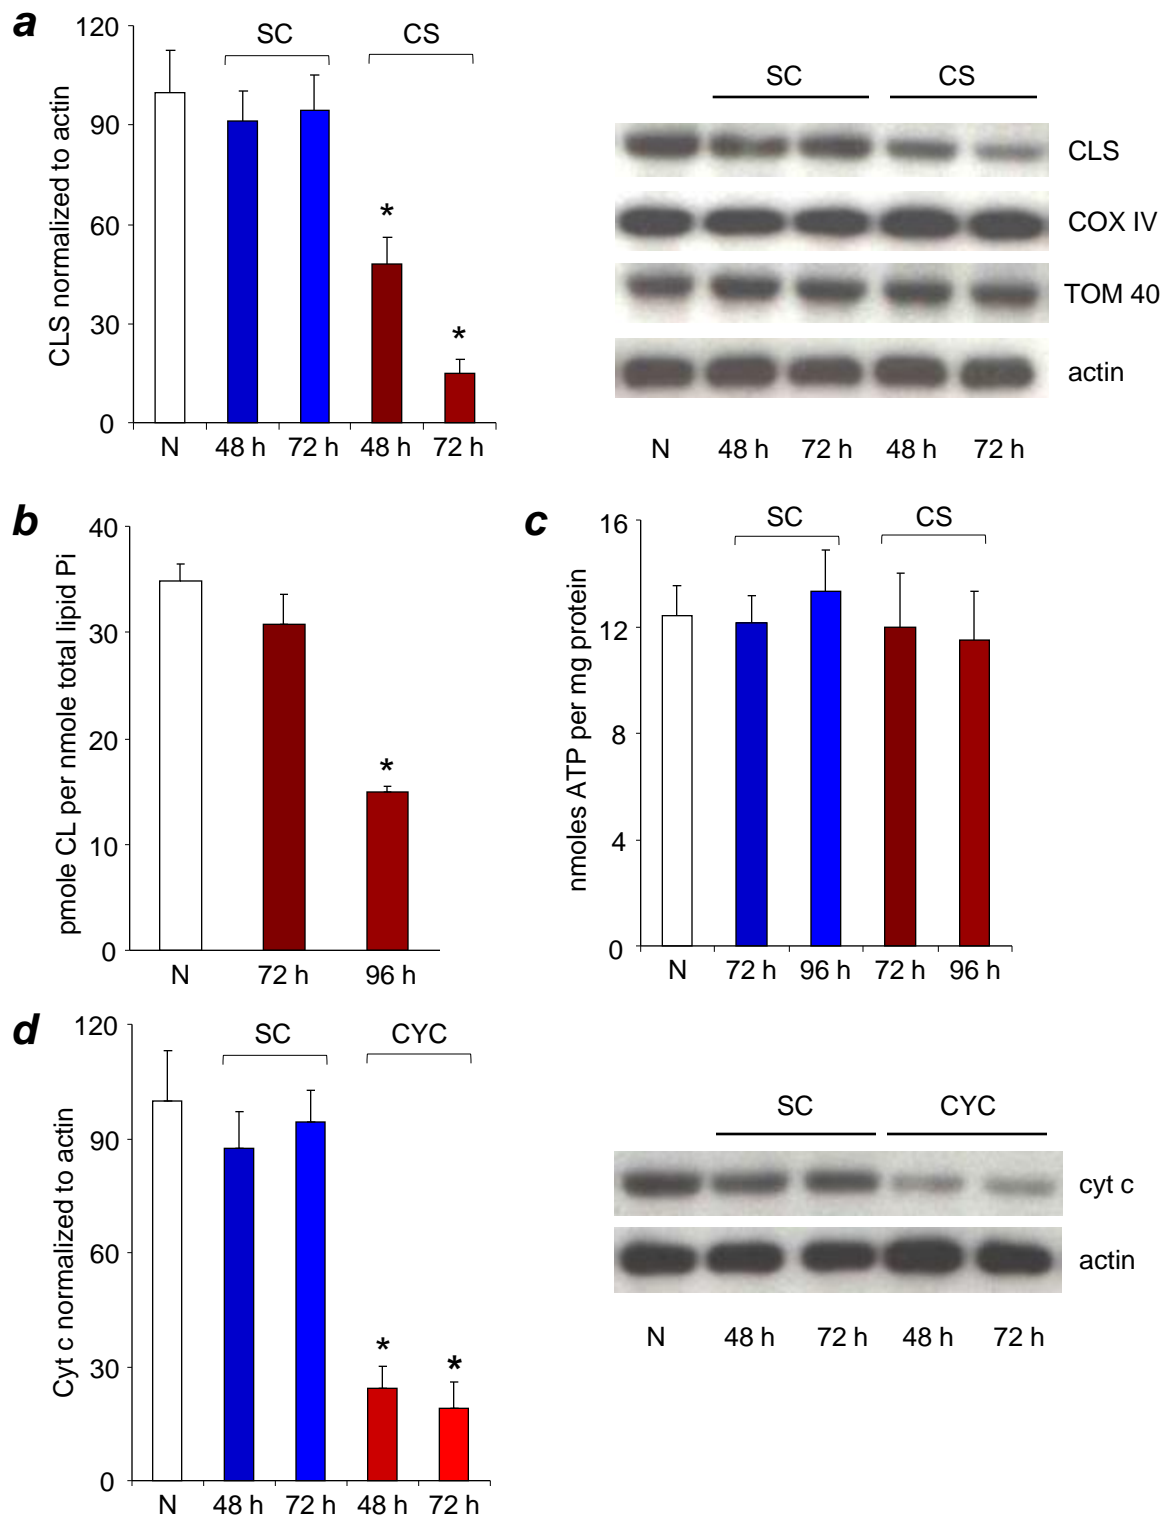 a
CLS normalized to actin
120
90
60
30
0
SC
CS
*
*
N
48 h
72 h
48 h
72 h
SC
CS
CLS
COX IV
TOM 40
actin
N
48 h
72 h
48 h
72 h
b
pmole CL per nmole total lipid Pi
40
30
20
10
0
*
N
72 h
96 h
c
nmoles ATP per mg protein
16
12
8
4
0
SC
CS
N
72 h
96 h
72 h
96 h
d
Cyt c normalized to actin
120
90
60
30
0
SC
CYC
*
*
N
48 h
72 h
48 h
72 h
SC
CYC
cyt c
actin
N
48 h
72 h
48 h
72 h